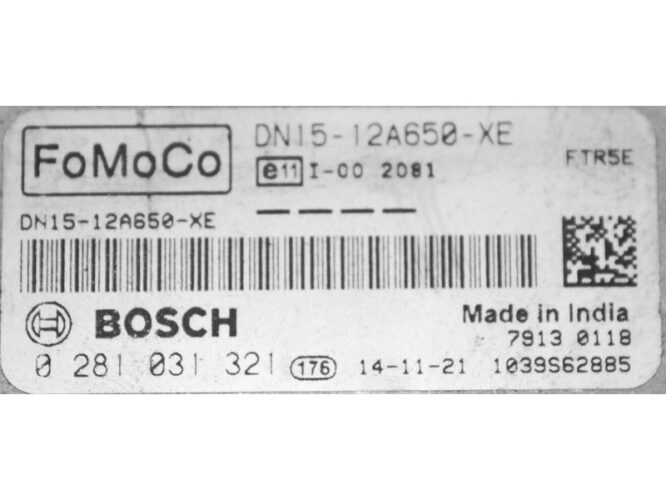 FoMoCo
DN15-12A650-XE
e11 I-00 2081
FTR5E
DN15-12A650-XE
BOSCH
Made in India
7913 0118
0 281 031 321 176 14-11-21 1039S62885